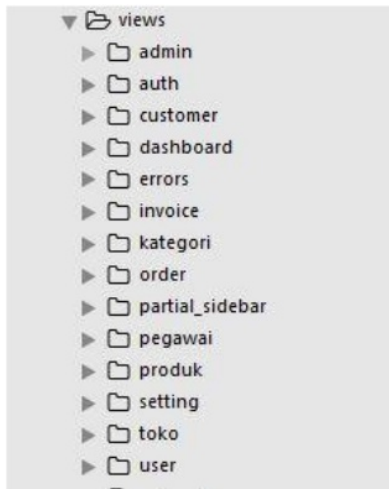 views
admin
auth
customer
dashboard
errors
invoice
kategori
order
partial_sidebar
pegawai
produk
setting
toko
user